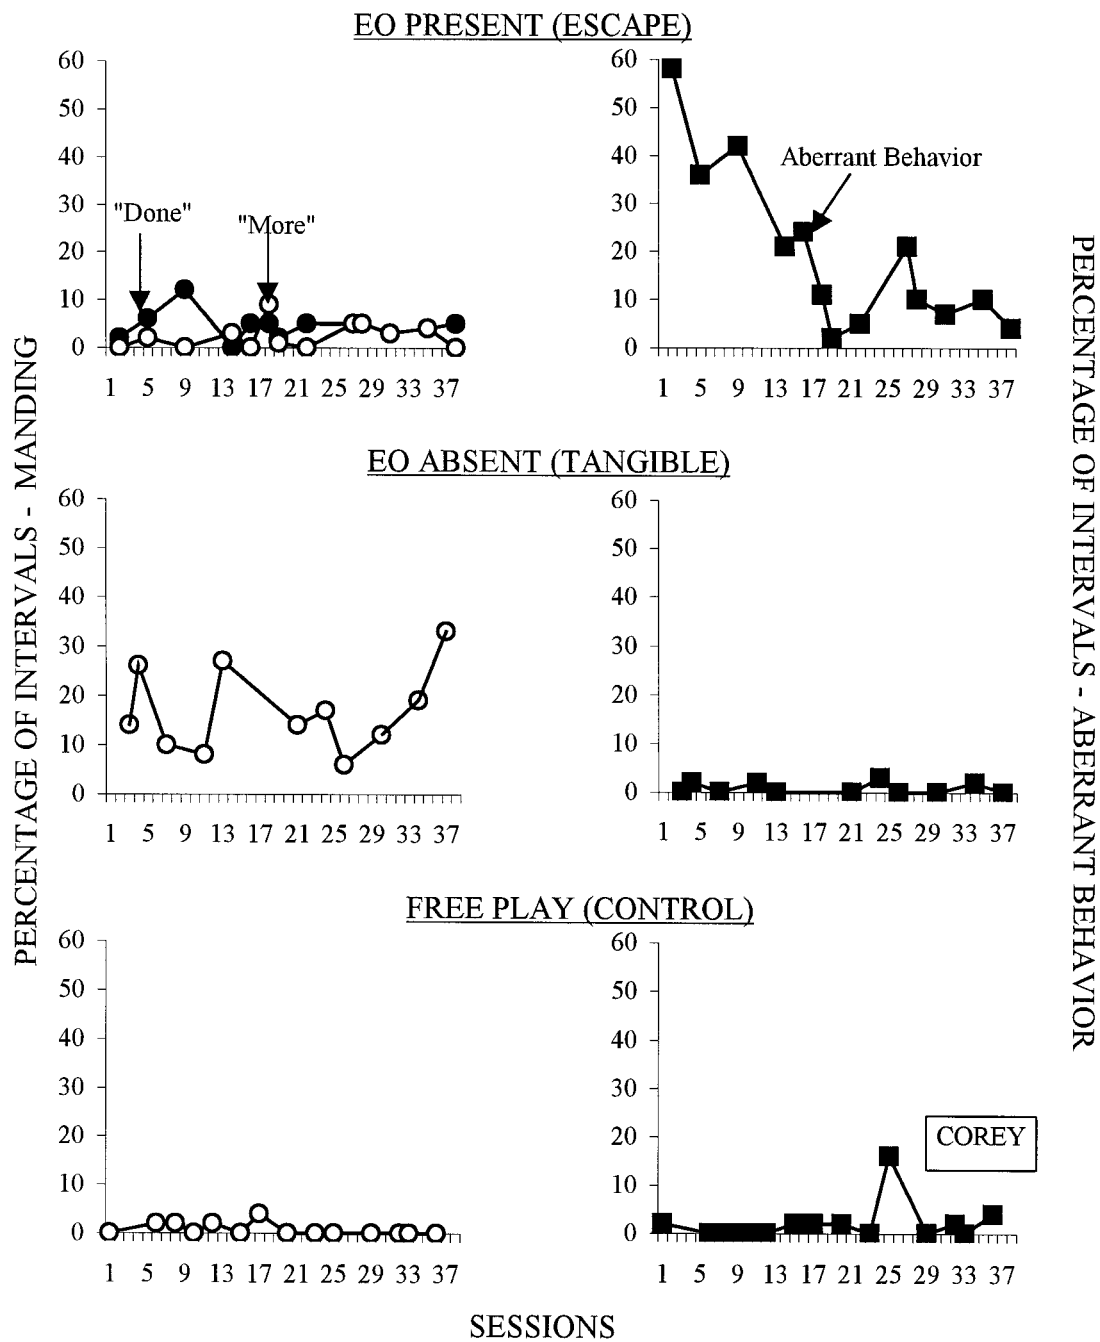 EO PRESENT (ESCAPE)
60
50
40
30
20
10
0
"Done"
"More"
1 5 9 13 17 21 25 29 33 37
60
50
40
30
20
10
0
Aberrant Behavior
1 5 9 13 17 21 25 29 33 37
EO ABSENT (TANGIBLE)
60
50
40
30
20
10
0
1 5 9 13 17 21 25 29 33 37
60
50
40
30
20
10
0
1 5 9 13 17 21 25 29 33 37
FREE PLAY (CONTROL)
60
50
40
30
20
10
0
1 5 9 13 17 21 25 29 33 37
60
50
40
30
20
10
0
COREY
1 5 9 13 17 21 25 29 33 37
PERCENTAGE OF INTERVALS - MANDING
PERCENTAGE OF INTERVALS - ABERRANT BEHAVIOR
SESSIONS